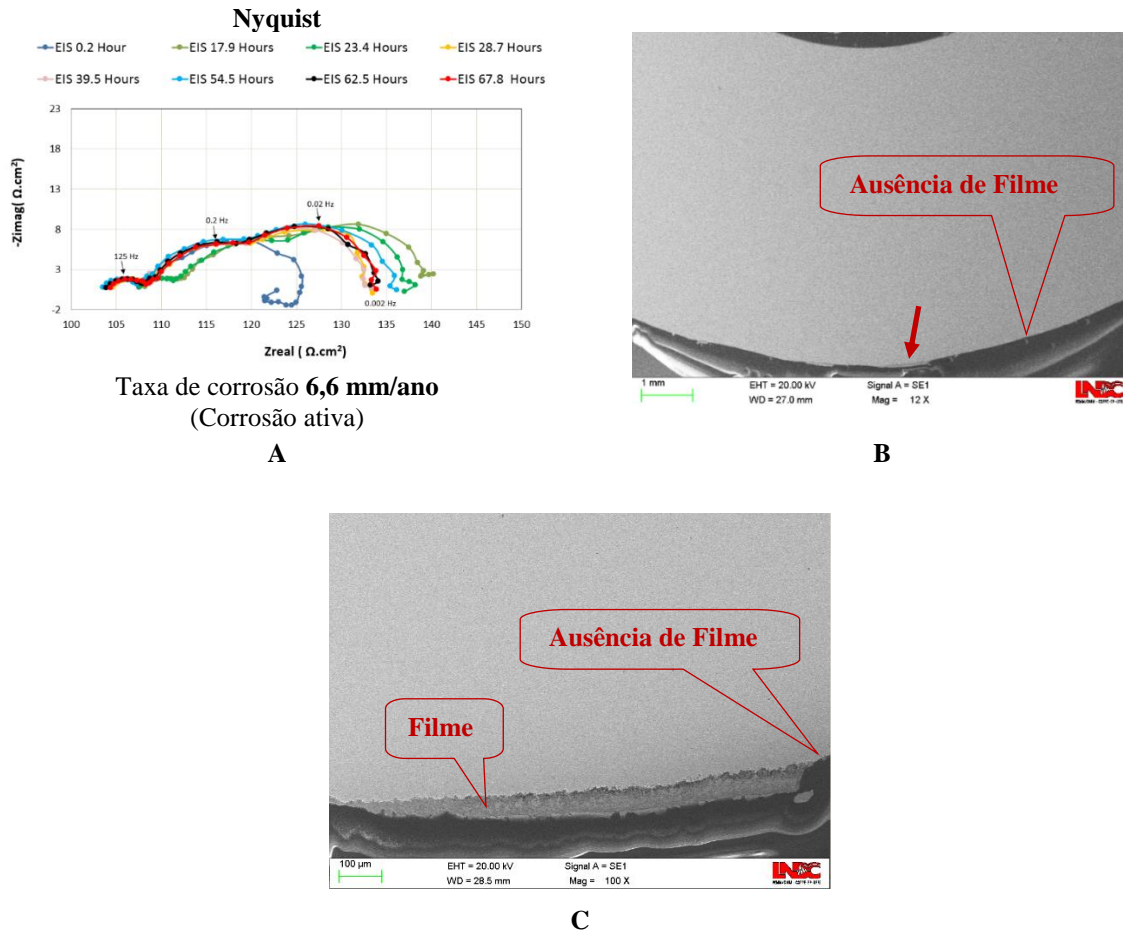 Nyquist
EIS 0.2 Hour EIS 17.9 Hours EIS 23.4 Hours EIS 28.7 Hours
EIS 39.5 Hours EIS 54.5 Hours EIS 62.5 Hours EIS 67.8 Hours
-Zimag( Ω.cm²)
23
18
13
8
3
-2
125 Hz
0.2 Hz
0.02 Hz
0.002 Hz
100 105 110 115 120 125 130 135 140 145 150
Zreal ( Ω.cm²)
Taxa de corrosão 6,6 mm/ano
(Corrosão ativa)
A
Ausência de Filme
1 mm
EHT = 20.00 kV Signal A = SE1
WD = 27.0 mm Mag = 12 X
B
Ausência de Filme
Filme
100 µm
EHT = 20.00 kV Signal A = SE1
WD = 28.5 mm Mag = 100 X
C